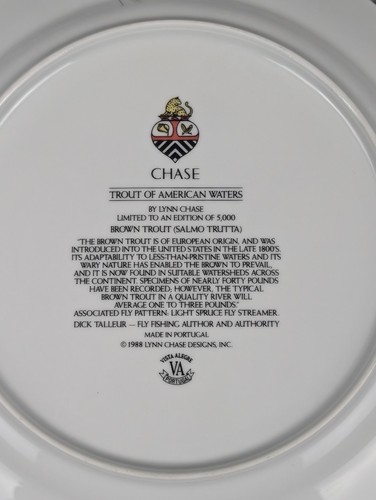 CHASE
TROUT OF AMERICAN WATERS
BY LYNN CHASE
LIMITED TO AN EDITION OF 5,000
BROWN TROUT (SALMO TRUTTA)
"THE BROWN TROUT IS OF EUROPEAN ORIGIN, AND WAS
INTRODUCED INTO THE UNITED STATES IN THE LATE 1800'S.
ITS ADAPTABILITY TO LESS-THAN-PRISTINE WATERS AND ITS
WARY NATURE HAS ENABLED THE BROWN TO PREVAIL,
AND IT IS NOW FOUND IN SUITABLE WATERSHEDS ACROSS
THE CONTINENT. SPECIMENS OF NEARLY FORTY POUNDS
HAVE BEEN RECORDED; HOWEVER, THE TYPICAL
BROWN TROUT IN A QUALITY RIVER WILL
AVERAGE ONE TO THREE POUNDS."
ASSOCIATED FLY PATTERN: LIGHT SPRUCE FLY STREAMER.
DICK TALLEUR — FLY FISHING AUTHOR AND AUTHORITY
MADE IN PORTUGAL
© 1988 LYNN CHASE DESIGNS, INC.
VISTA ALEGRE
VA
PORTUGAL